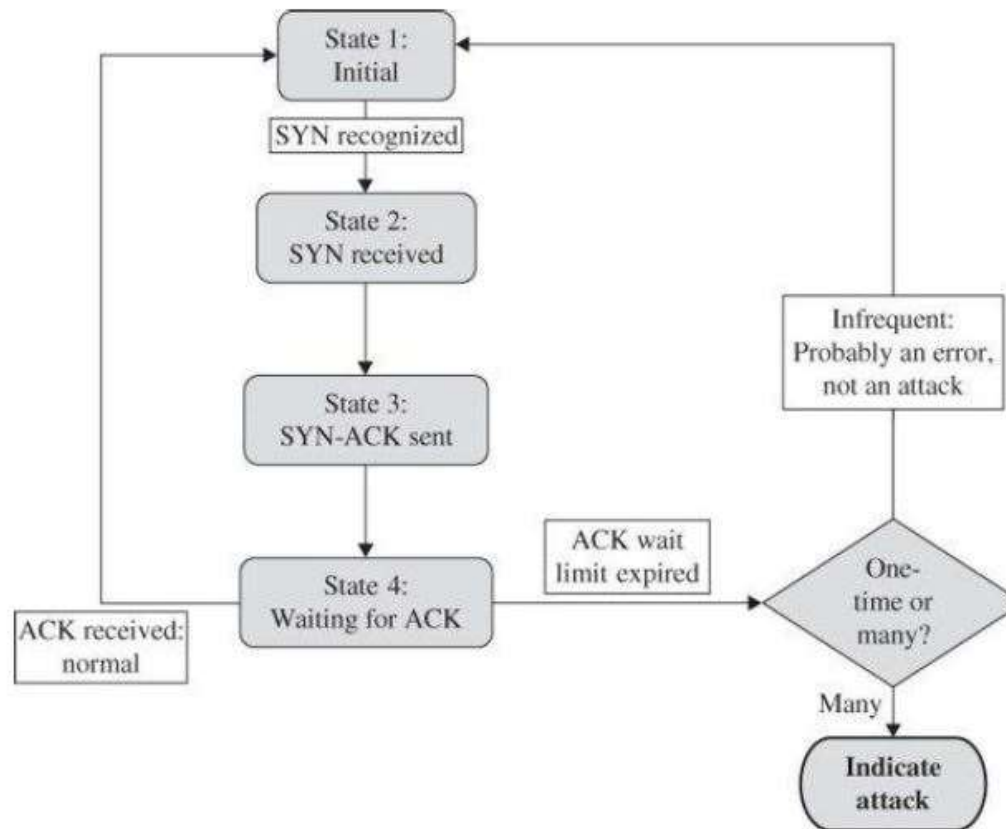 State 1:
Initial
SYN recognized
State 2:
SYN received
State 3:
SYN-ACK sent
State 4:
Waiting for ACK
ACK received:
normal
ACK wait
limit expired
Infrequent:
Probably an error,
not an attack
One-
time or
many?
Many
Indicate
attack